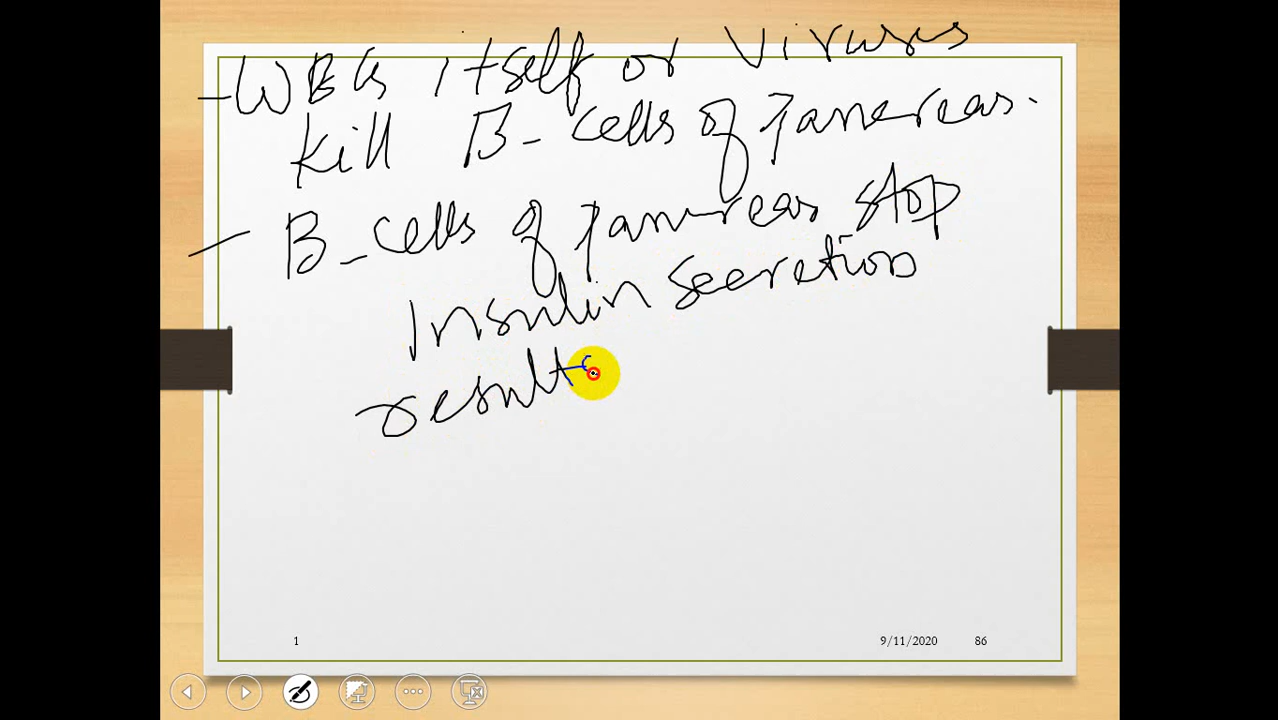 - WBCs itself or Viruses
kill B-cells of Pancreas.
- B-cells of Pancreas stop
Insulin secretion
results
1 9/11/2020 86